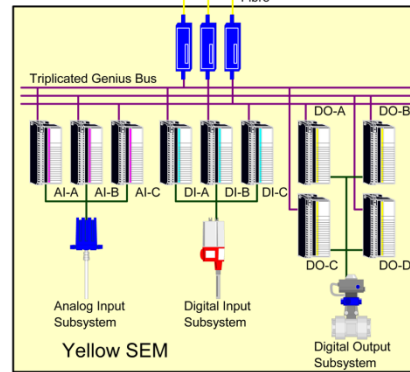 Fibre
Triplicated Genius Bus
DO-A
DO-B
AI-A
AI-B
AI-C
DI-A
DI-B
DI-C
DO-C
DO-D
Analog Input
Subsystem
Digital Input
Subsystem
Digital Output
Subsystem
Yellow SEM